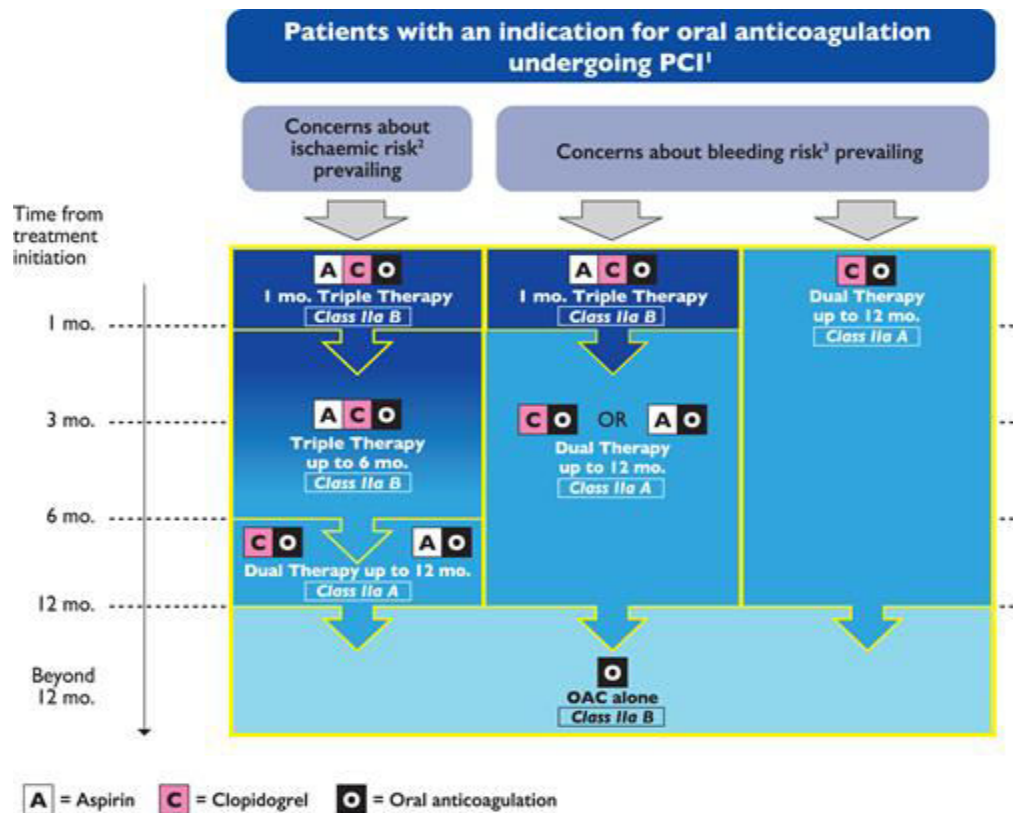 Patients with an indication for oral anticoagulation
undergoing PCI¹
Concerns about
ischaemic risk²
prevailing
Concerns about bleeding risk³ prevailing
Time from
treatment
initiation
A C O
1 mo. Triple Therapy
Class IIa B
A C O
1 mo. Triple Therapy
Class IIa B
C O
Dual Therapy
up to 12 mo.
Class IIa A
1 mo.
3 mo.
A C O
Triple Therapy
up to 6 mo.
Class IIa B
C O OR A O
Dual Therapy
up to 12 mo.
Class IIa A
6 mo.
C O A O
Dual Therapy up to 12 mo.
Class IIa A
12 mo.
Beyond
12 mo.
O
OAC alone
Class IIa B
A = Aspirin C = Clopidogrel O = Oral anticoagulation